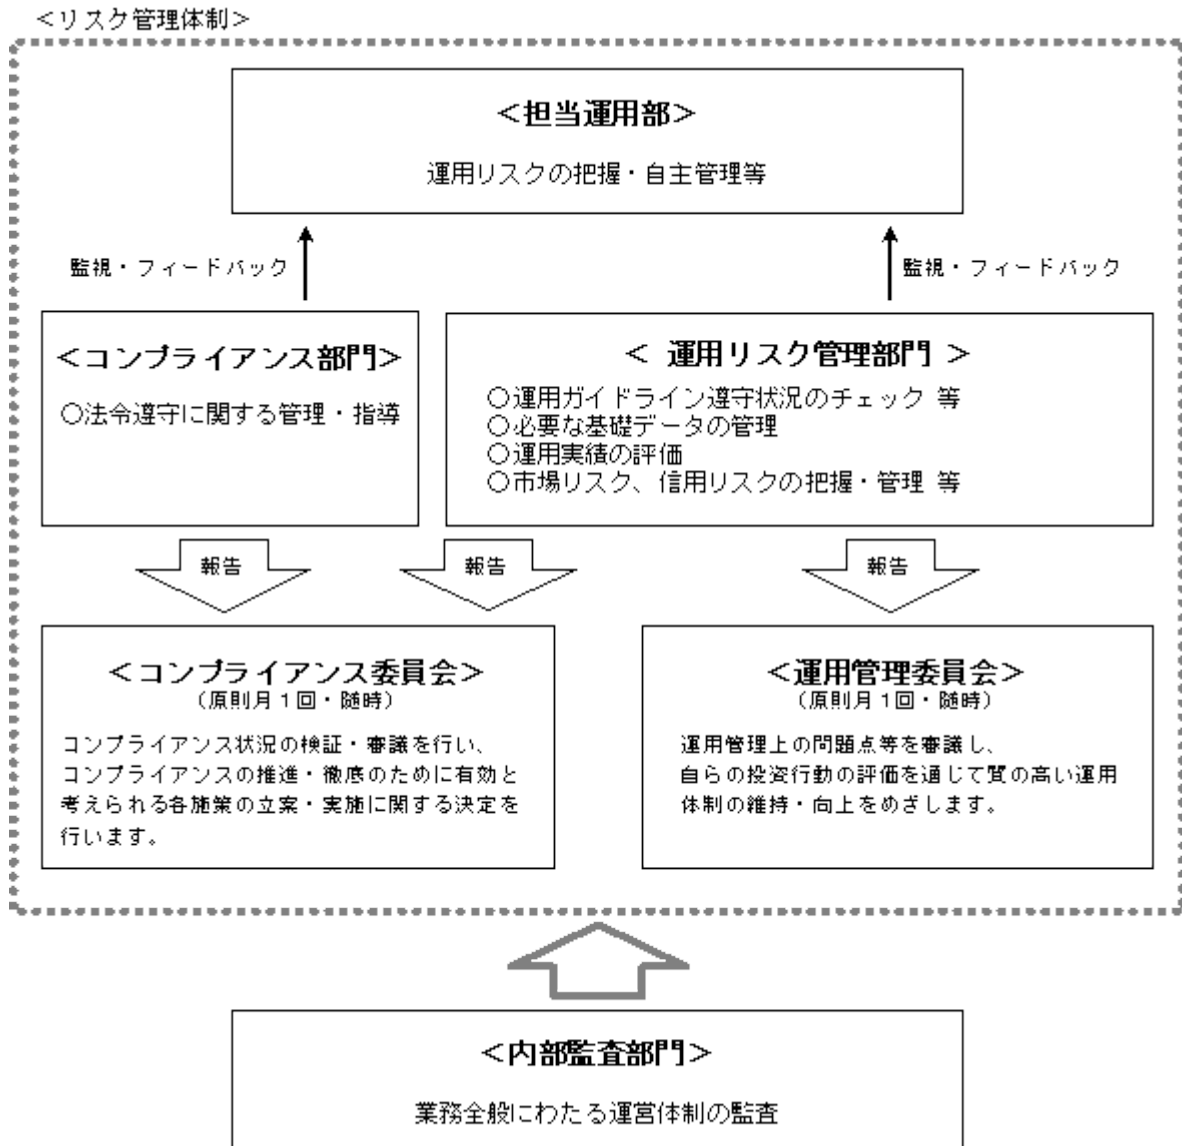 ＜リスク管理体制＞
＜担当運用部＞
運用リスクの把握・自主管理等
監視・フィードバック
監視・フィードバック
＜コンプライアンス部門＞
○法令遵守に関する管理・指導
＜ 運用リスク管理部門 ＞
○運用ガイドライン遵守状況のチェック 等
○必要な基礎データの管理
○運用実績の評価
○市場リスク、信用リスクの把握・管理 等
報告
報告
報告
＜コンプライアンス委員会＞
（原則月１回・随時）
コンプライアンス状況の検証・審議を行い、
コンプライアンスの推進・徹底のために有効と
考えられる各施策の立案・実施に関する決定を
行います。
＜運用管理委員会＞
（原則月１回・随時）
運用管理上の問題点等を審議し、
自らの投資行動の評価を通じて質の高い運用
体制の維持・向上をめざします。
＜内部監査部門＞
業務全般にわたる運営体制の監査